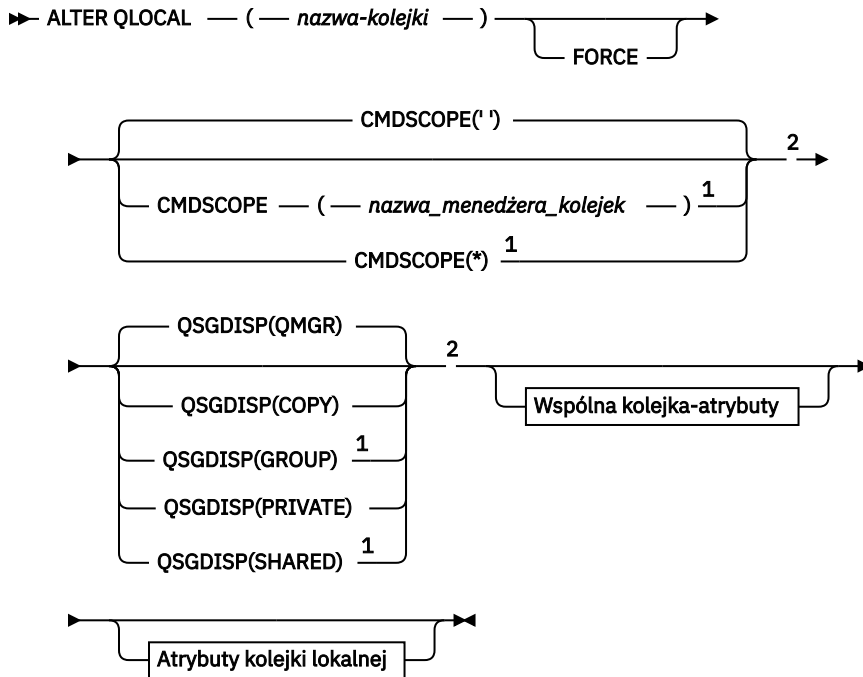 ALTER QLOCAL ( nazwa-kolejki )
FORCE
CMDSCOPE(' ')
2
CMDSCOPE ( nazwa_menedżera_kolejek ) 1
CMDSCOPE(*) 1
QSGDISP(QMGR)
2
QSGDISP(COPY)
Wspólna kolejka-atrybuty
QSGDISP(GROUP) 1
QSGDISP(PRIVATE)
QSGDISP(SHARED) 1
Atrybuty kolejki lokalnej